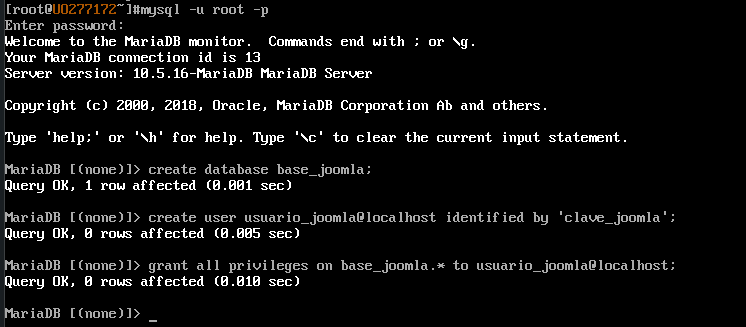 [root@UO277172~]#mysql -u root -p
Enter password:
Welcome to the MariaDB monitor.  Commands end with ; or \g.
Your MariaDB connection id is 13
Server version: 10.5.16-MariaDB MariaDB Server
Copyright (c) 2000, 2018, Oracle, MariaDB Corporation Ab and others.
Type 'help;' or '\h' for help. Type '\c' to clear the current input statement.
MariaDB [(none)]> create database base_joomla;
Query OK, 1 row affected (0.001 sec)
MariaDB [(none)]> create user usuario_joomla@localhost identified by 'clave_joomla';
Query OK, 0 rows affected (0.005 sec)
MariaDB [(none)]> grant all privileges on base_joomla.* to usuario_joomla@localhost;
Query OK, 0 rows affected (0.010 sec)
MariaDB [(none)]> _